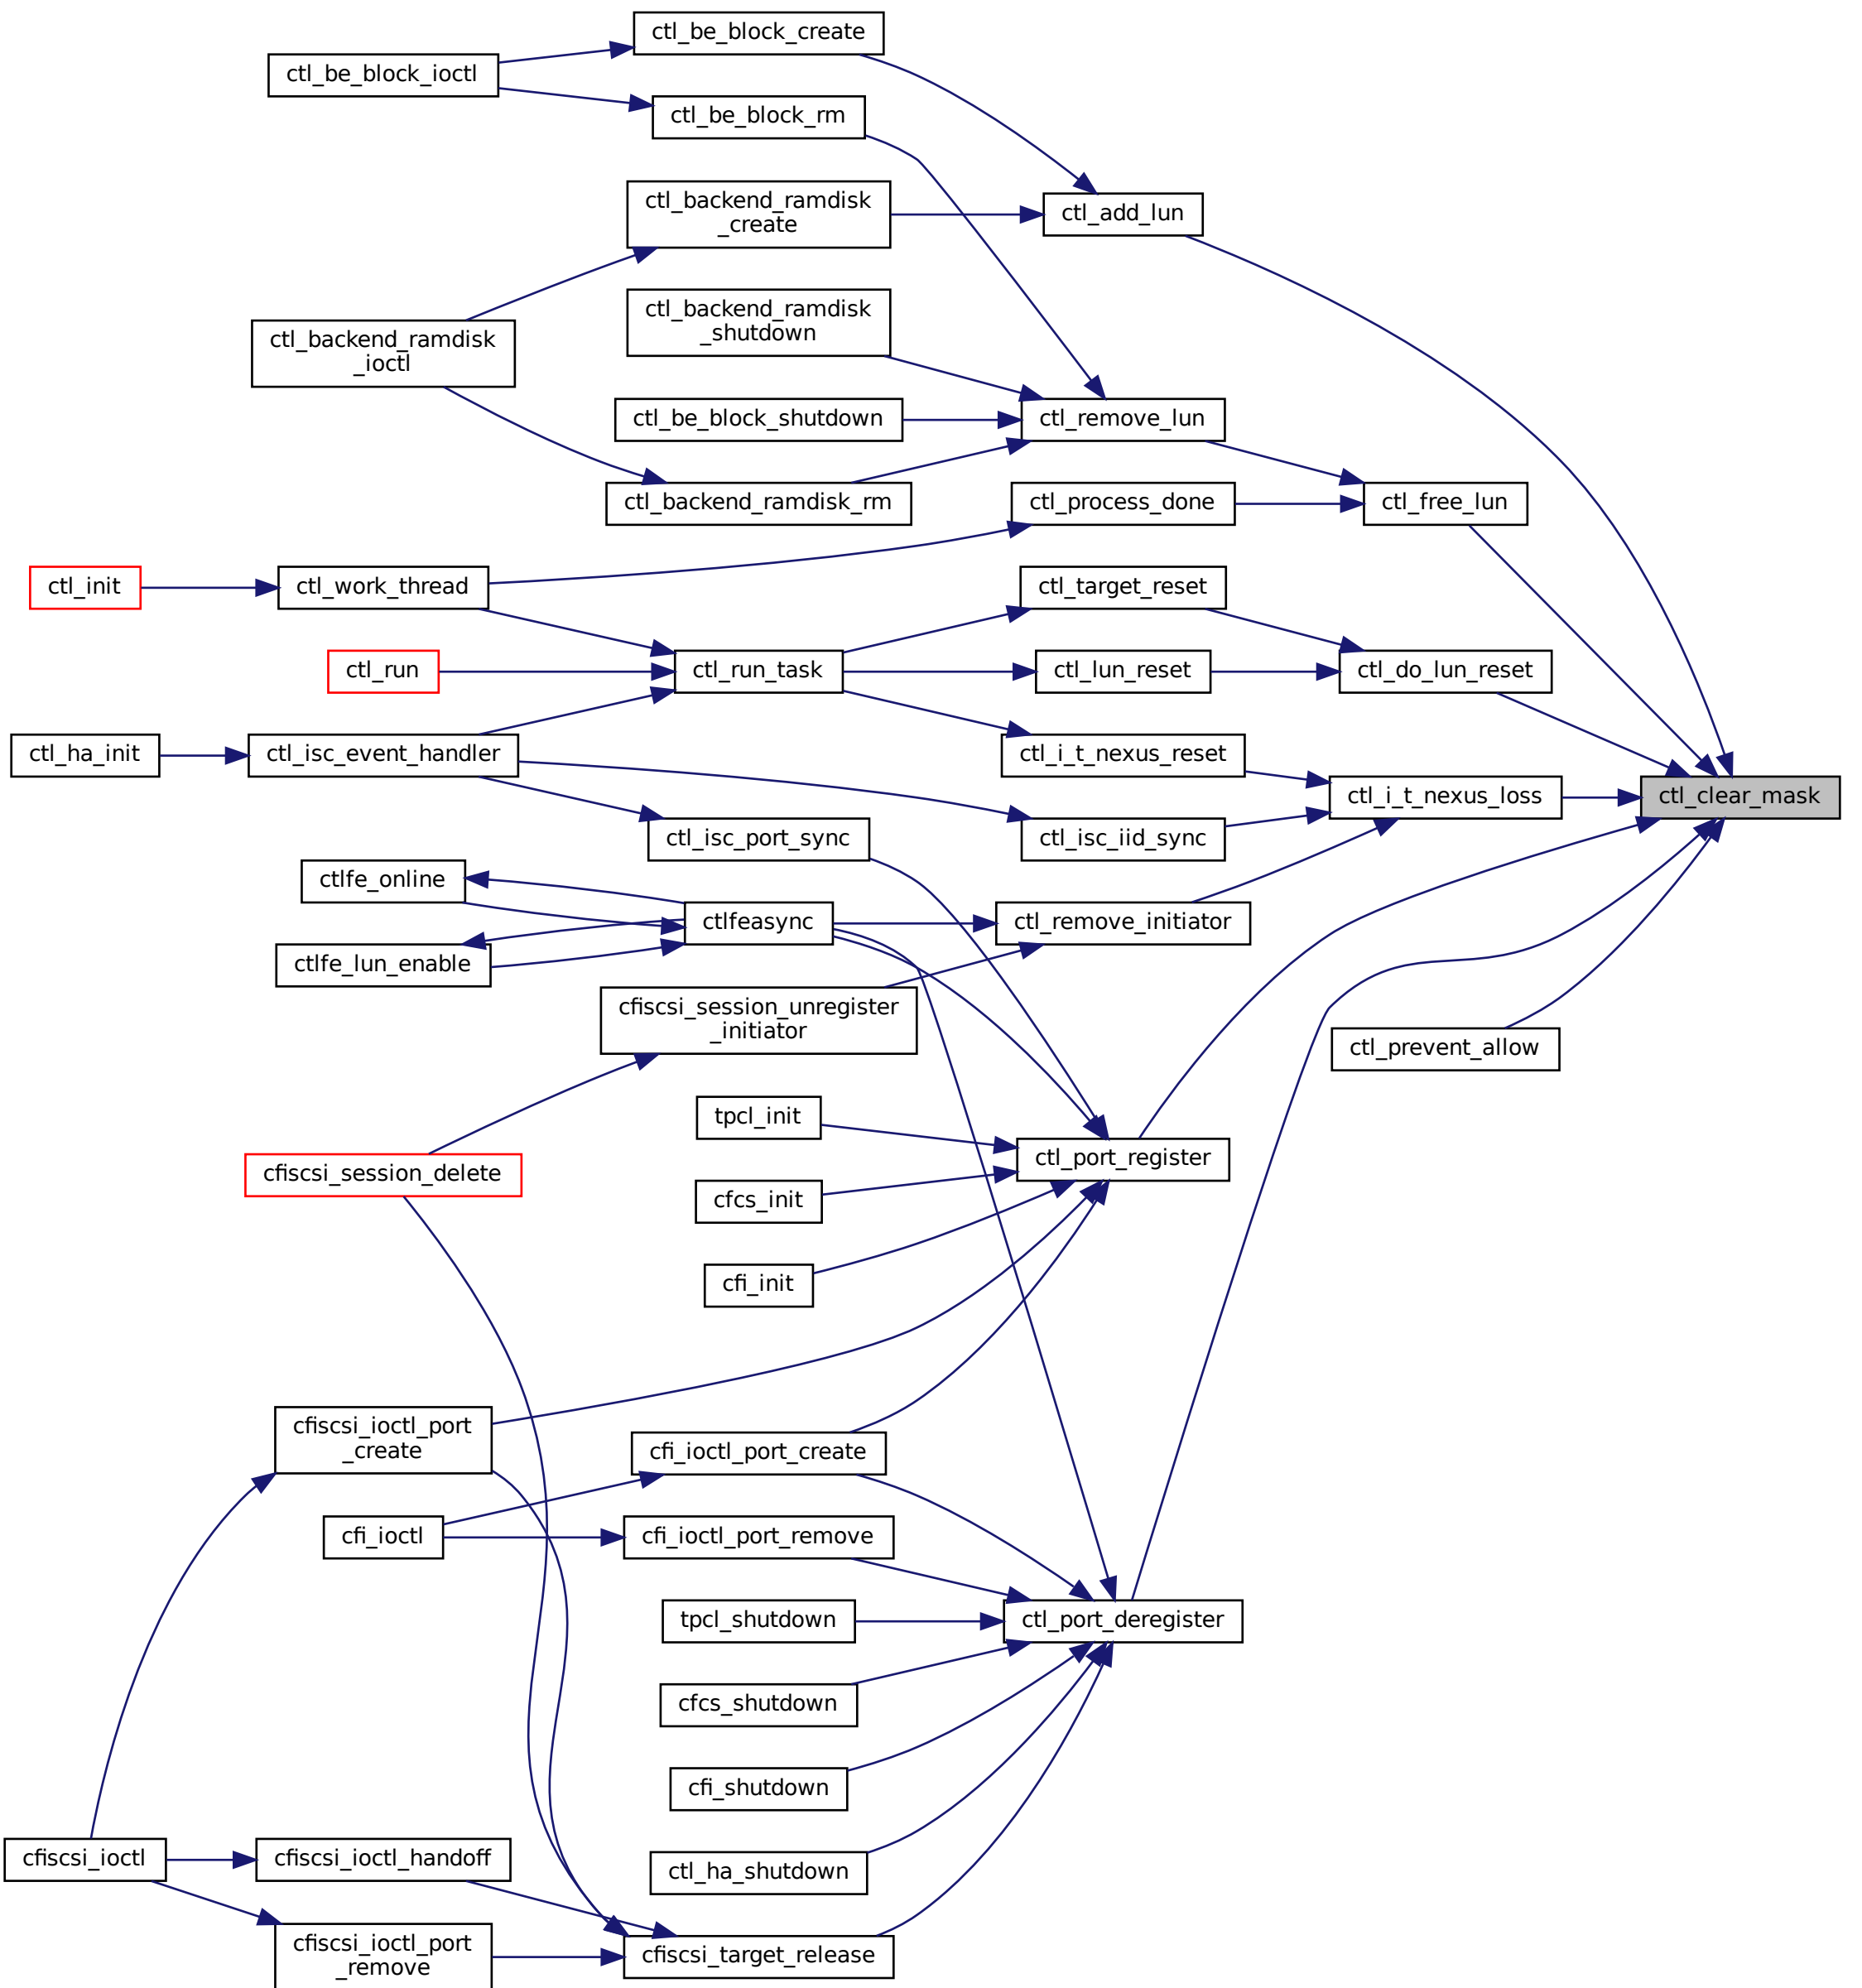 ctl_be_block_create
ctl_be_block_ioctl
ctl_be_block_rm
ctl_backend_ramdisk
_create
ctl_add_lun
ctl_backend_ramdisk
_shutdown
ctl_backend_ramdisk
_ioctl
ctl_be_block_shutdown
ctl_remove_lun
ctl_backend_ramdisk_rm
ctl_process_done
ctl_free_lun
ctl_init
ctl_work_thread
ctl_target_reset
ctl_run
ctl_run_task
ctl_lun_reset
ctl_do_lun_reset
ctl_ha_init
ctl_isc_event_handler
ctl_i_t_nexus_reset
ctl_i_t_nexus_loss
ctl_clear_mask
ctl_isc_port_sync
ctl_isc_iid_sync
ctlfe_online
ctlfeasync
ctl_remove_initiator
ctlfe_lun_enable
cfiscsi_session_unregister
_initiator
ctl_prevent_allow
tpcl_init
ctl_port_register
cfiscsi_session_delete
cfcs_init
cfi_init
cfiscsi_ioctl_port
_create
cfi_ioctl_port_create
cfi_ioctl
cfi_ioctl_port_remove
tpcl_shutdown
ctl_port_deregister
cfcs_shutdown
cfi_shutdown
cfiscsi_ioctl
cfiscsi_ioctl_handoff
ctl_ha_shutdown
cfiscsi_ioctl_port
_remove
cfiscsi_target_release